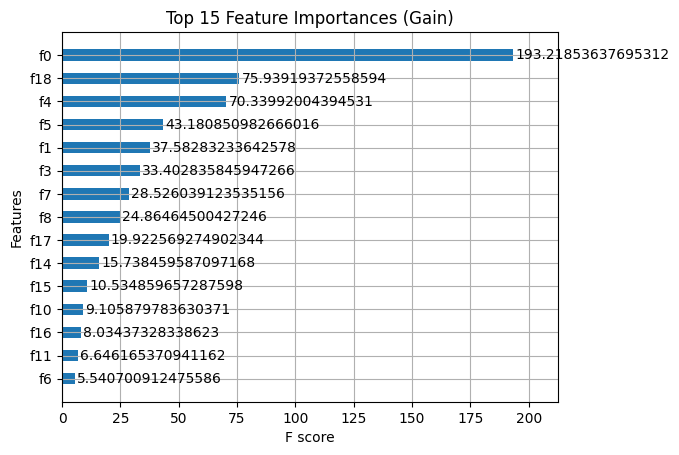 Top 15 Feature Importances (Gain)
f0 193.21853637695312
f18 75.93919372558594
f4 70.33992004394531
f5 43.180850982666016
f1 37.58283233642578
f3 33.402835845947266
f7 28.526039123535156
f8 24.86464500427246
f17 19.922569274902344
f14 15.738459587097168
f15 10.534859657287598
f10 9.105879783630371
f16 8.03437328338623
f11 6.646165370941162
f6 5.540700912475586
Features
0 25 50 75 100 125 150 175 200
F score